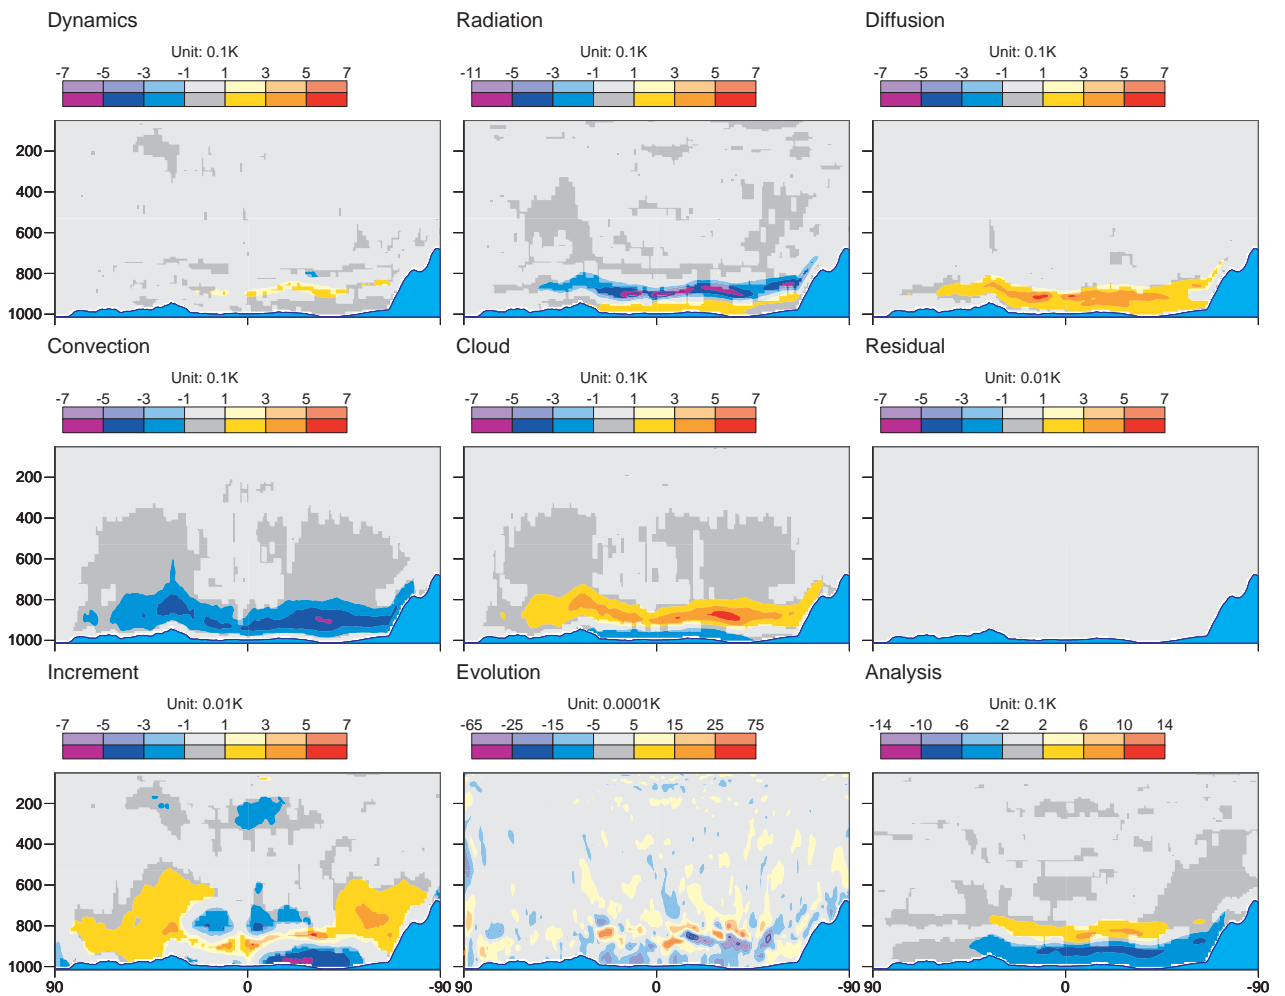 Dynamics Radiation Diffusion
Unit: 0.1K Unit: 0.1K Unit: 0.1K
-7 -5 -3 -1 1 3 5 7 -11 -5 -3 -1 1 3 5 7 -7 -5 -3 -1 1 3 5 7
200
400
600
800
1000
Convection Cloud Residual
Unit: 0.1K Unit: 0.1K Unit: 0.01K
-7 -5 -3 -1 1 3 5 7 -7 -5 -3 -1 1 3 5 7 -7 -5 -3 -1 1 3 5 7
200
400
600
800
1000
Increment Evolution Analysis
Unit: 0.01K Unit: 0.0001K Unit: 0.1K
-7 -5 -3 -1 1 3 5 7 -65 -25 -15 -5 5 15 25 75 -14 -10 -6 -2 2 6 10 14
200
400
600
800
1000
90 0 -90 0 -90 90 0 -90